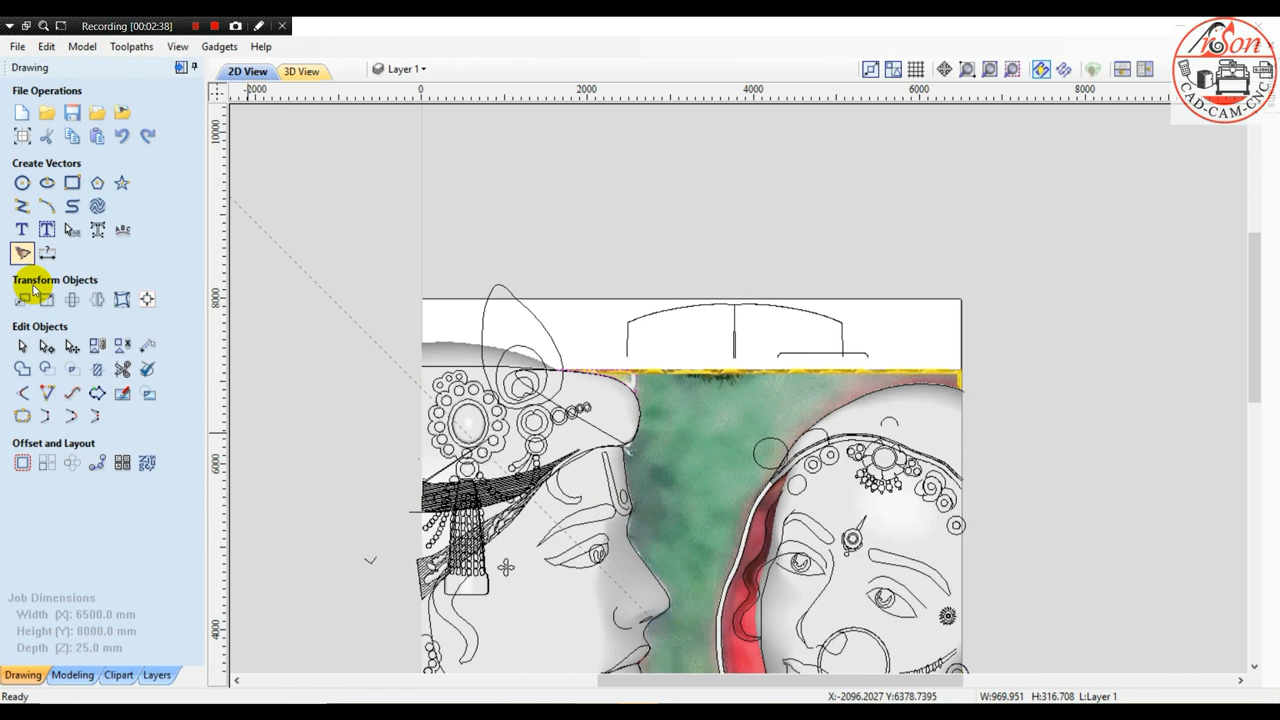 Recording [00:02:38]
File Edit Model Toolpaths View Gadgets Help
Drawing
2D View 3D View Layer 1
File Operations
-2000 0 2000 4000 6000 8000
10000
8000
6000
4000
Create Vectors
Transform Objects
Edit Objects
Offset and Layout
Job Dimensions
Width [X]: 6500.0 mm
Height [Y]: 8000.0 mm
Depth [Z]: 25.0 mm
Drawing Modeling Clipart Layers
Ready
X:-2096.2027 Y:6378.7395
W:969.951 H:316.708 L:Layer 1
CAD-CAM-CNC